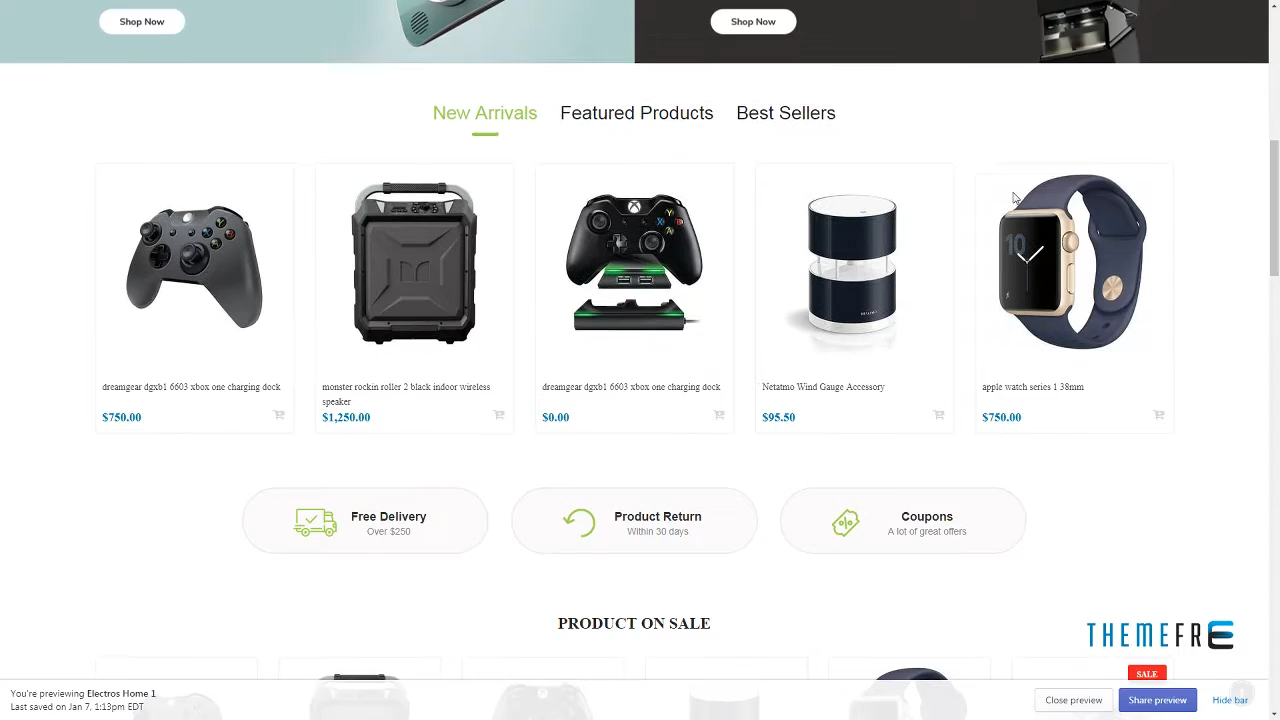 Shop Now
Shop Now
New Arrivals
Featured Products
Best Sellers
dreamgear dgxb1 6603 xbox one charging dock
$750.00
monster rockin roller 2 black indoor wireless
speaker
$1,250.00
dreamgear dgxb1 6603 xbox one charging dock
$0.00
Netatmo Wind Gauge Accessory
$95.50
10
apple watch series 1 38mm
$750.00
Free Delivery
Over $250
Product Return
Within 30 days
Coupons
A lot of great offers
PRODUCT ON SALE
THEMEFRE
SALE
You're previewing Electros Home 1
Last saved on Jan 7, 1:13pm EDT
Close preview
Share preview
Hide bar